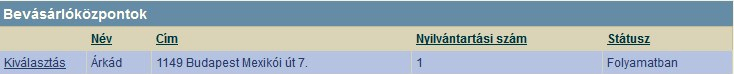 Bevásárlóközpontok
Név Cím Nyilvántartási szám Státusz
Kiválasztás Árkád 1149 Budapest Mexikói út 7. 1 Folyamatban